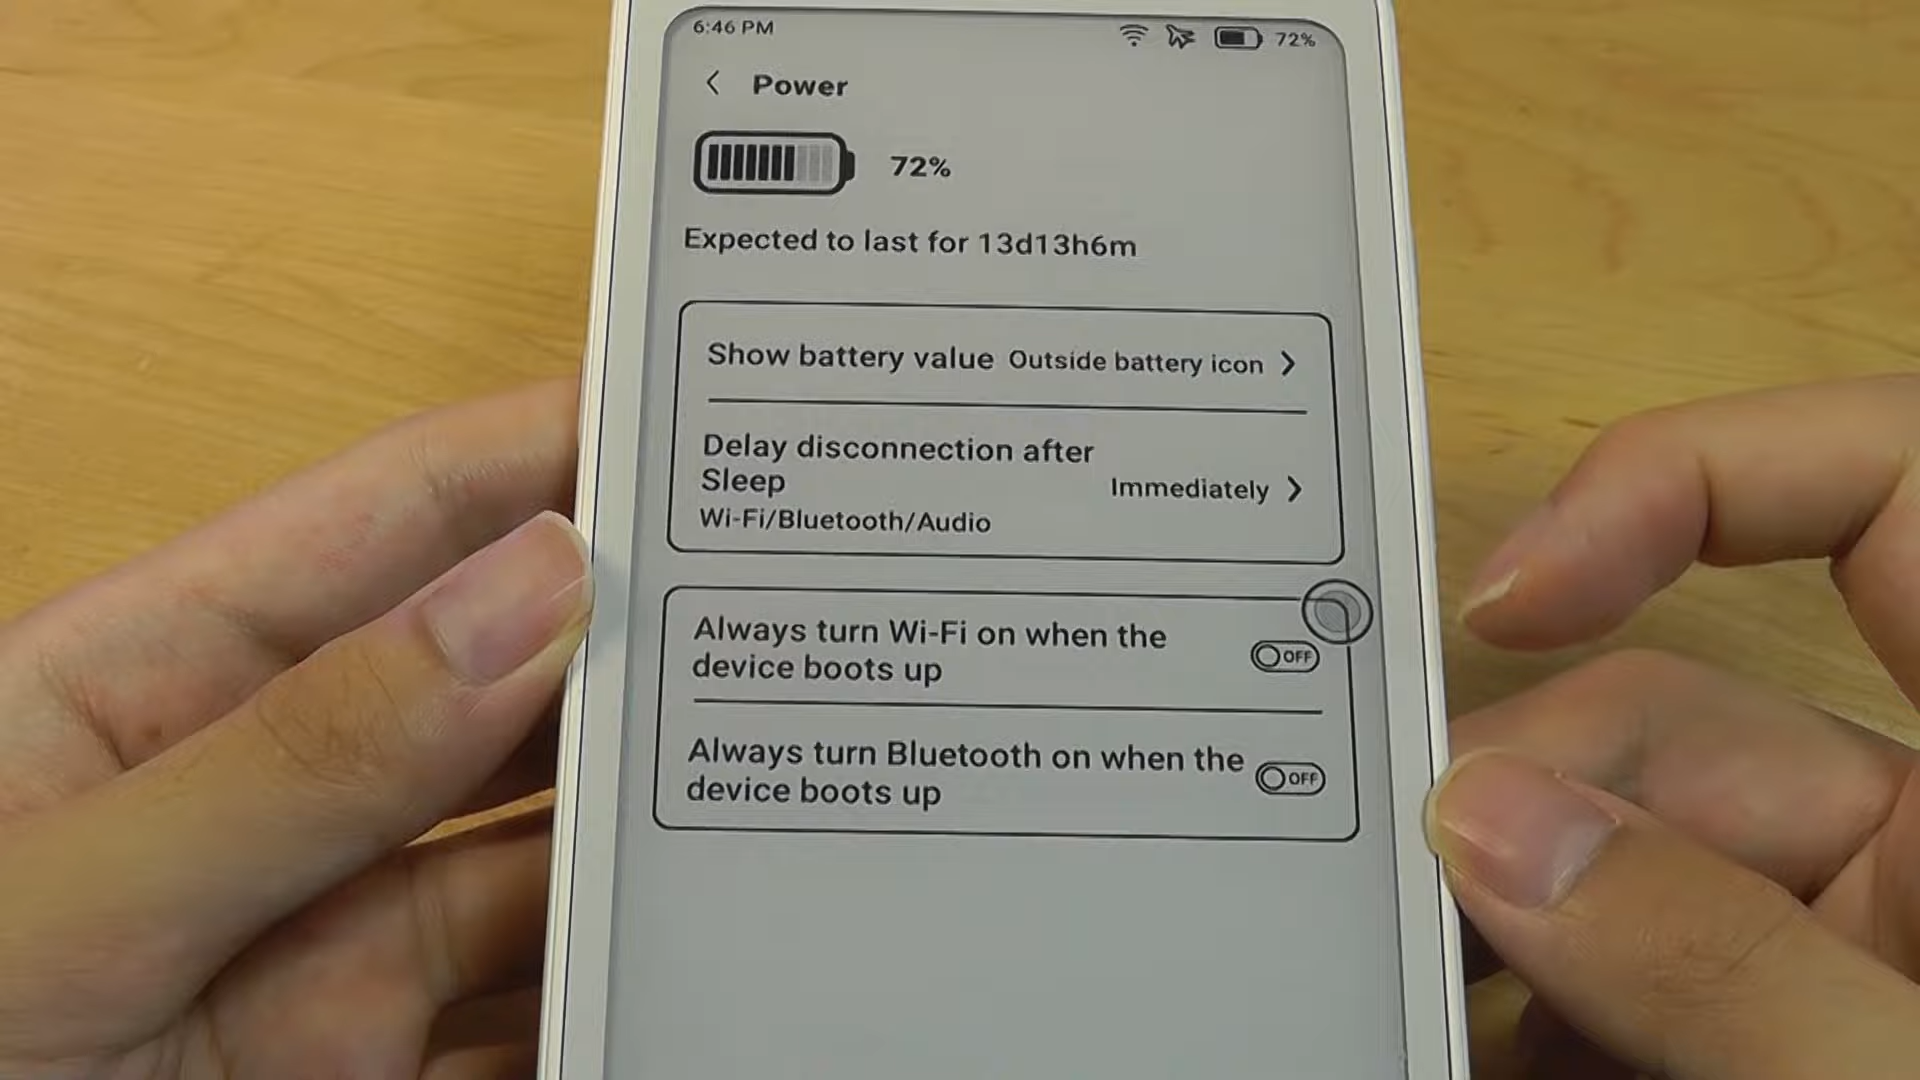 6:46 PM 72%
Power
72%
Expected to last for 13d13h6m
Show battery value Outside battery icon
Delay disconnection after
Sleep
Immediately
Wi-Fi/Bluetooth/Audio
Always turn Wi-Fi on when the
device boots up
OFF
Always turn Bluetooth on when the
device boots up
OFF